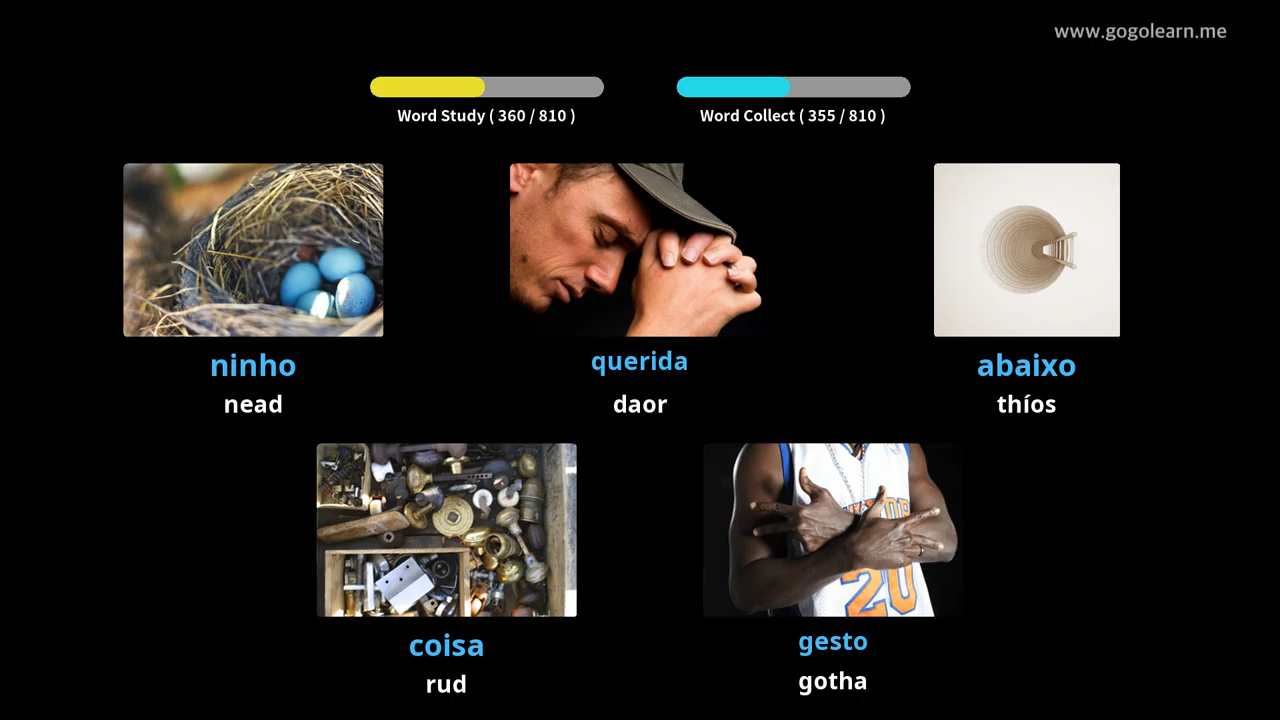 www.gogolearn.me
Word Study ( 360 / 810 )
Word Collect ( 355 / 810 )
ninho
nead
querida
daor
abaixo
thíos
coisa
rud
20
gesto
gotha